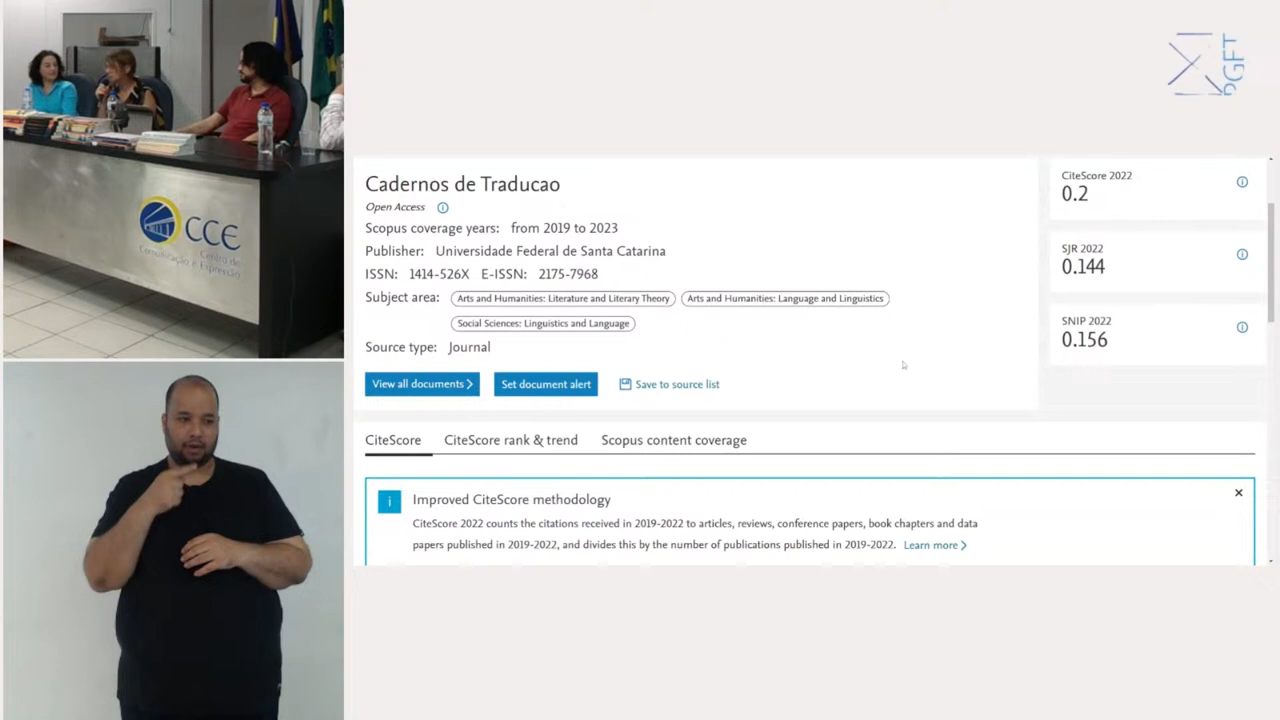 CCE
Centro de
Comunicação e Expressão
PGFT
Cadernos de Traducao
Open Access
Scopus coverage years: from 2019 to 2023
Publisher: Universidade Federal de Santa Catarina
ISSN: 1414-526X E-ISSN: 2175-7968
Subject area: Arts and Humanities: Literature and Literary Theory Arts and Humanities: Language and Linguistics
Social Sciences: Linguistics and Language
Source type: Journal
View all documents Set document alert Save to source list
CiteScore 2022
0.2
SJR 2022
0.144
SNIP 2022
0.156
CiteScore CiteScore rank & trend Scopus content coverage
Improved CiteScore methodology
CiteScore 2022 counts the citations received in 2019-2022 to articles, reviews, conference papers, book chapters and data
papers published in 2019-2022, and divides this by the number of publications published in 2019-2022. Learn more